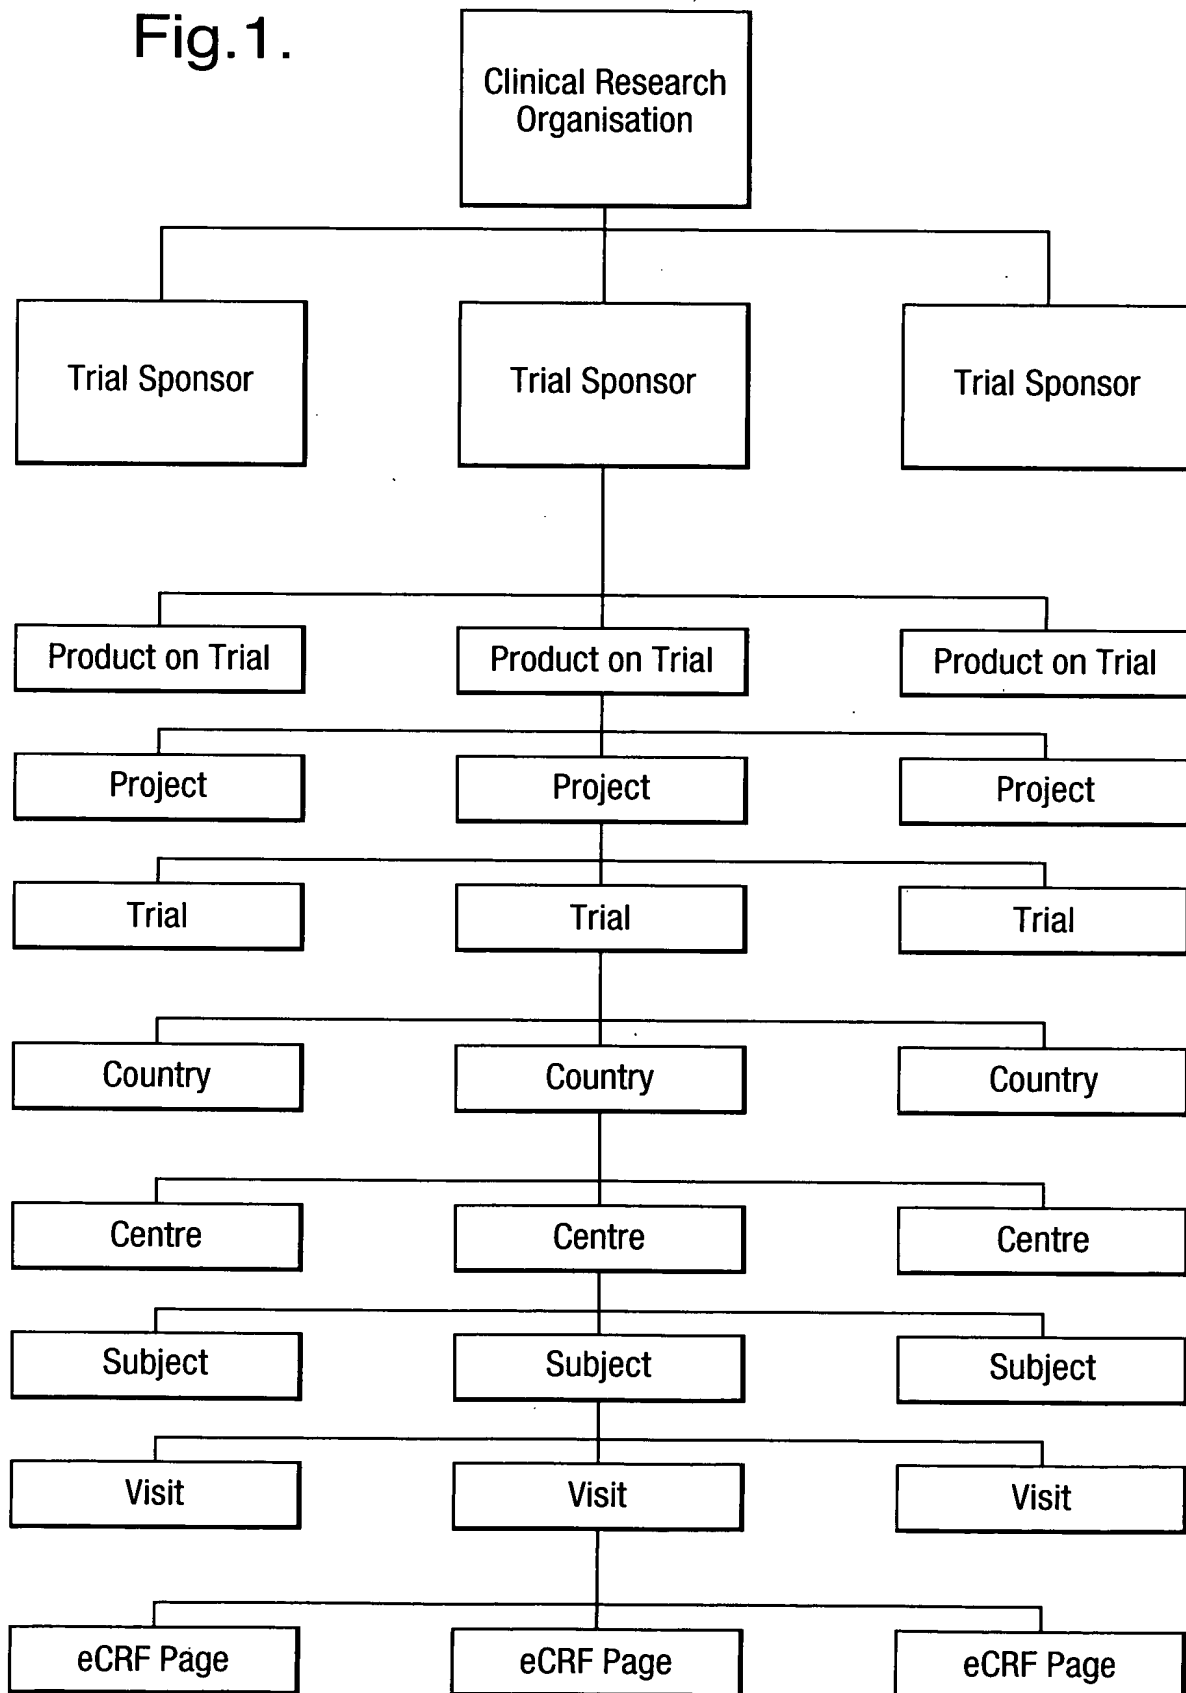 Fig.1.
Clinical Research
Organisation
Trial Sponsor
Trial Sponsor
Trial Sponsor
Product on Trial
Product on Trial
Product on Trial
Project
Project
Project
Trial
Trial
Trial
Country
Country
Country
Centre
Centre
Centre
Subject
Subject
Subject
Visit
Visit
Visit
eCRF Page
eCRF Page
eCRF Page